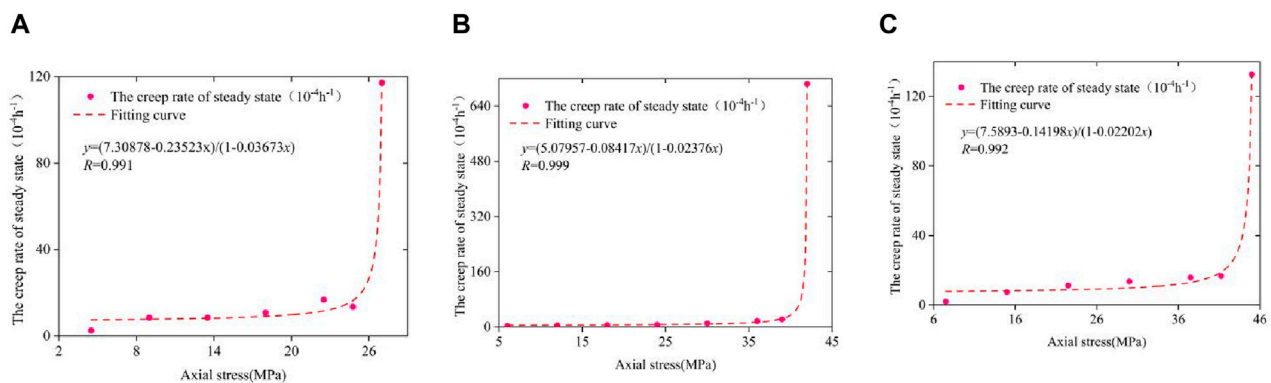 A
The creep rate of steady state（10⁻⁴h⁻¹）
120
80
40
0
The creep rate of steady state（10⁻⁴h⁻¹）
Fitting curve
y=(7.30878-0.23523x)/(1-0.03673x)
R=0.991
2 8 14 20 26
Axial stress(MPa)
B
The creep rate of steady state（10⁻⁴h⁻¹）
640
480
320
160
0
The creep rate of steady state（10⁻⁴h⁻¹）
Fitting curve
y=(5.07957-0.08417x)/(1-0.02376x)
R=0.999
5 15 25 35 45
Axial stress(MPa)
C
The creep rate of steady state（10⁻⁴h⁻¹）
130
90
50
10
0
The creep rate of steady state（10⁻⁴h⁻¹）
Fitting curve
y=(7.5893-0.14198x)/(1-0.02202x)
R=0.992
6 16 26 36 46
Axial stress(MPa)